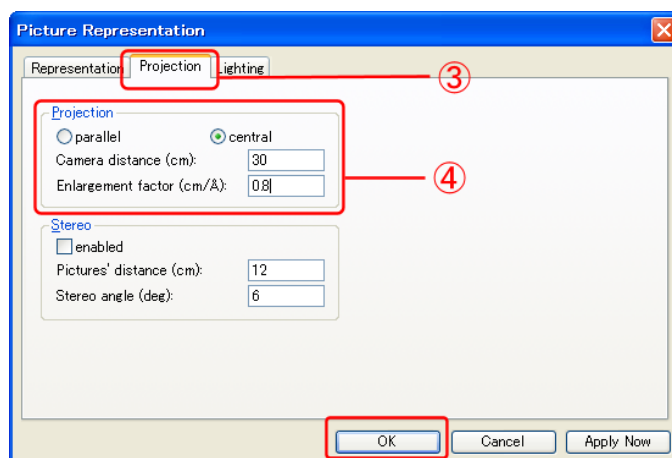 Picture Representation
Representation Projection Lighting
③
Projection
parallel central
Camera distance (cm): 30
Enlargement factor (cm/Å): 0.8
④
Stereo
enabled
Pictures' distance (cm): 12
Stereo angle (deg): 6
OK Cancel Apply Now